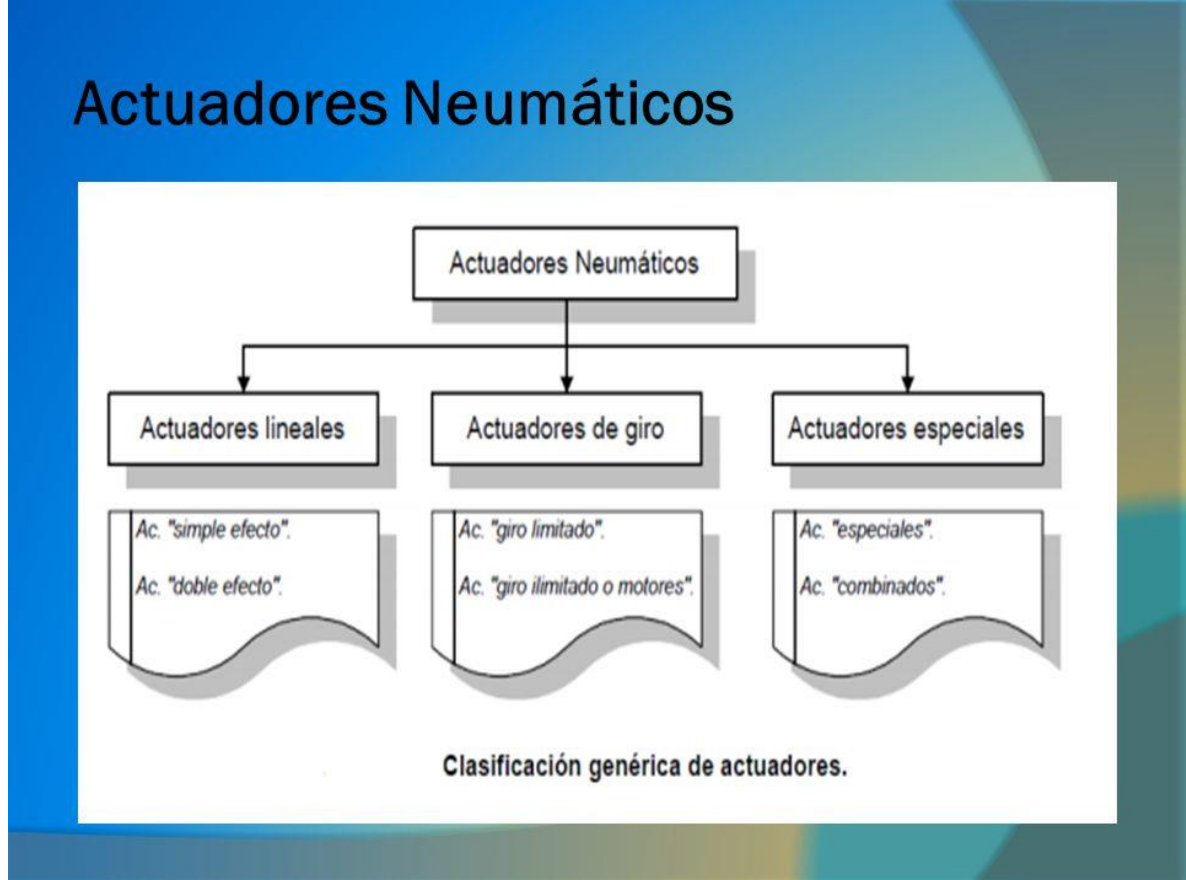 Actuadores Neumáticos
Actuadores Neumáticos
Actuadores lineales
Actuadores de giro
Actuadores especiales
Ac. "simple efecto".
Ac. "doble efecto".
Ac. "giro limitado".
Ac. "giro ilimitado o motores".
Ac. "especiales".
Ac. "combinados".
Clasificación genérica de actuadores.